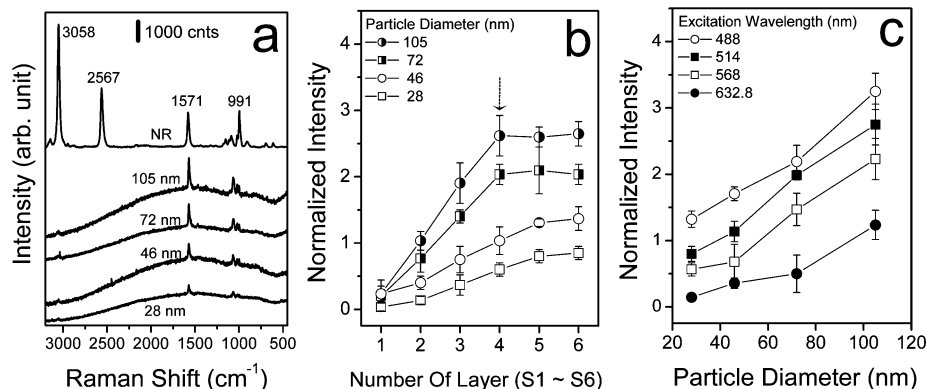 a
1000 cnts
3058
2567
1571
991
NR
105 nm
72 nm
46 nm
28 nm
Intensity (arb. unit)
3000 2500 2000 1500 1000 500
Raman Shift (cm-1)
b
Particle Diameter (nm)
105
72
46
28
Normalized Intensity
4
3
2
1
0
1 2 3 4 5 6
Number Of Layer (S1 ~ S6)
c
Excitation Wavelength (nm)
488
514
568
632.8
Normalized Intensity
4
3
2
1
0
20 40 60 80 100 120
Particle Diameter (nm)